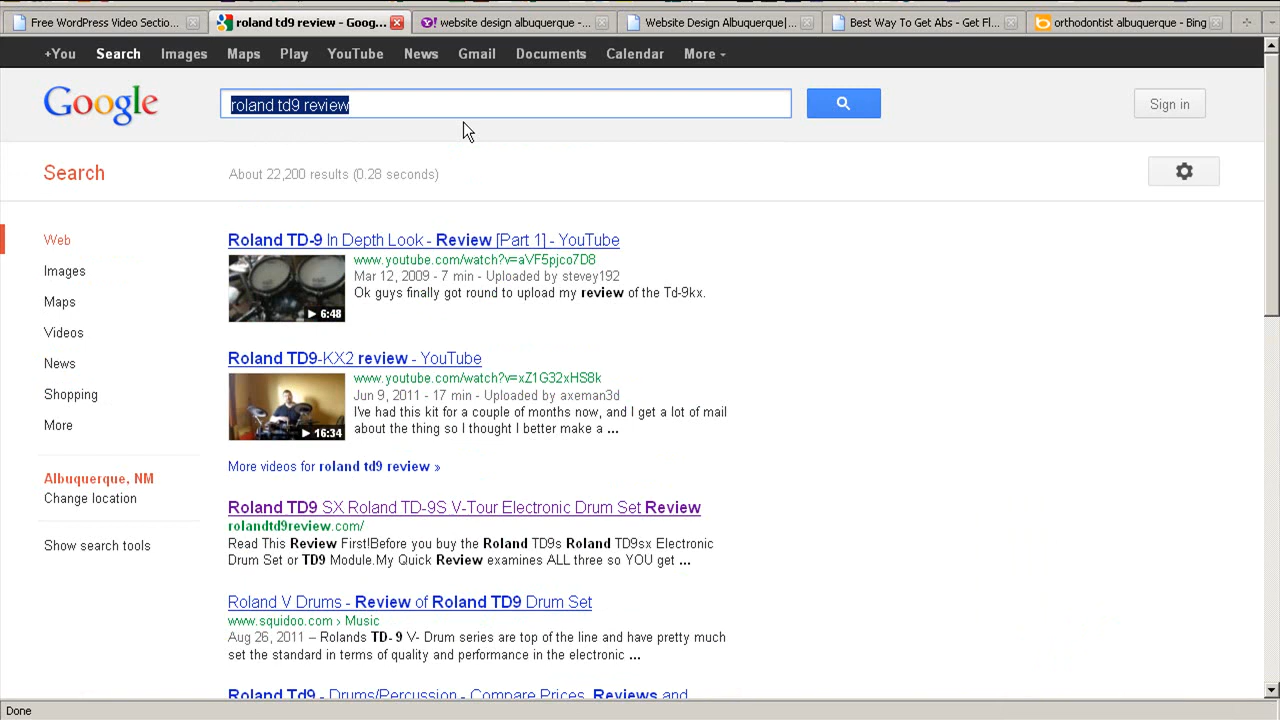 Free WordPress Video Sectio...
roland td9 review - Goog...
website design albuquerque -...
Website Design Albuquerque|...
Best Way To Get Abs - Get Fl...
orthodontist albuquerque - Bing
+You Search Images Maps Play YouTube News Gmail Documents Calendar More
Google
roland td9 review
Sign in
Search
About 22,200 results (0.28 seconds)
Web
Images
Maps
Videos
News
Shopping
More
Albuquerque, NM
Change location
Show search tools
Roland TD-9 In Depth Look - Review [Part 1] - YouTube
www.youtube.com/watch?v=aVF5pjco7D8
Mar 12, 2009 - 7 min - Uploaded by stevey192
Ok guys finally got round to upload my review of the Td-9kx.
6:48
Roland TD9-KX2 review - YouTube
www.youtube.com/watch?v=xZ1G32xHS8k
Jun 9, 2011 - 17 min - Uploaded by axeman3d
I've had this kit for a couple of months now, and I get a lot of mail
about the thing so I thought I better make a ...
16:34
More videos for roland td9 review »
Roland TD9 SX Roland TD-9S V-Tour Electronic Drum Set Review
rolandtd9review.com/
Read This Review First!Before you buy the Roland TD9s Roland TD9sx Electronic
Drum Set or TD9 Module.My Quick Review examines ALL three so YOU get ...
Roland V Drums - Review of Roland TD9 Drum Set
www.squidoo.com › Music
Aug 26, 2011 – Rolands TD- 9 V- Drum series are top of the line and have pretty much
set the standard in terms of quality and performance in the electronic ...
Roland Td9 - Drums/Percussion - Compare Prices, Reviews and
Done